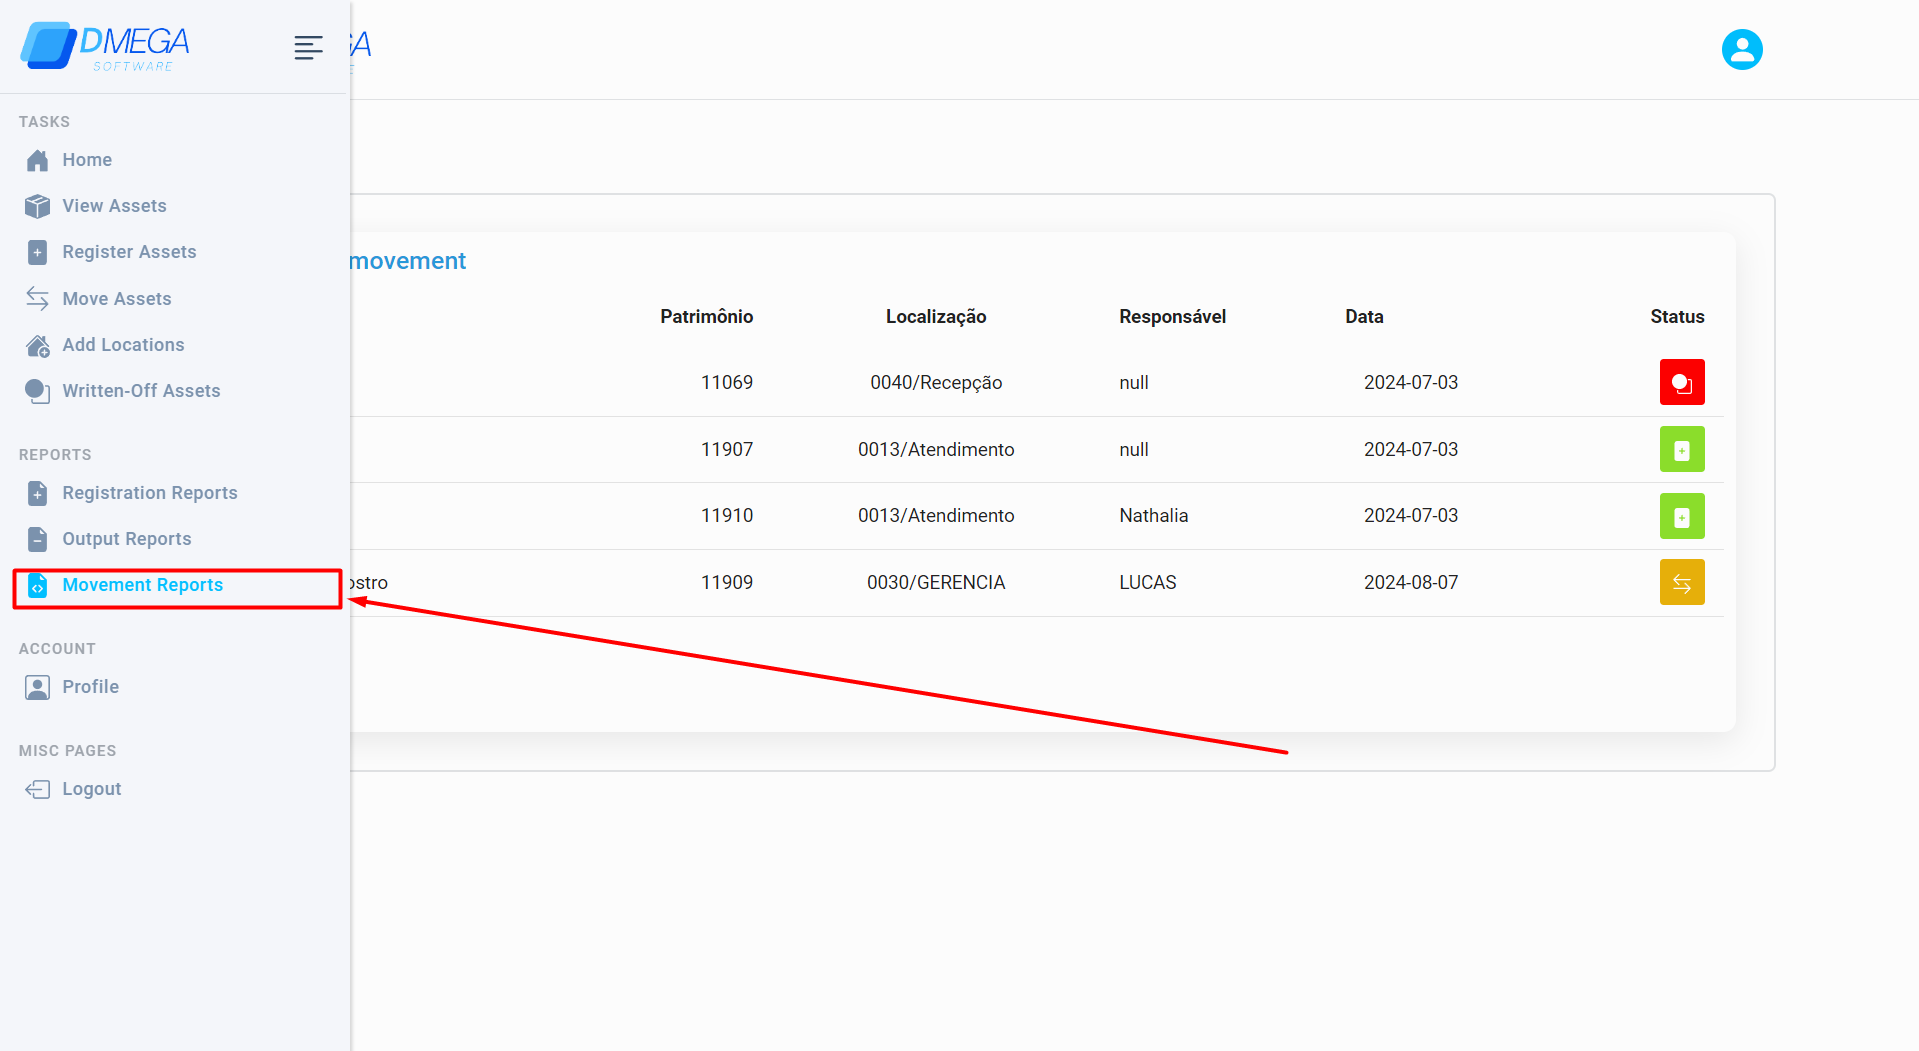 DMEGA
SOFTWARE
TASKS
Home
View Assets
Register Assets
Move Assets
Add Locations
Written-Off Assets
REPORTS
Registration Reports
Output Reports
Movement Reports
ACCOUNT
Profile
MISC PAGES
Logout
movement
Patrimônio Localização Responsável Data Status
11069 0040/Recepção null 2024-07-03
11907 0013/Atendimento null 2024-07-03
11910 0013/Atendimento Nathalia 2024-07-03
11909 0030/GERENCIA LUCAS 2024-08-07